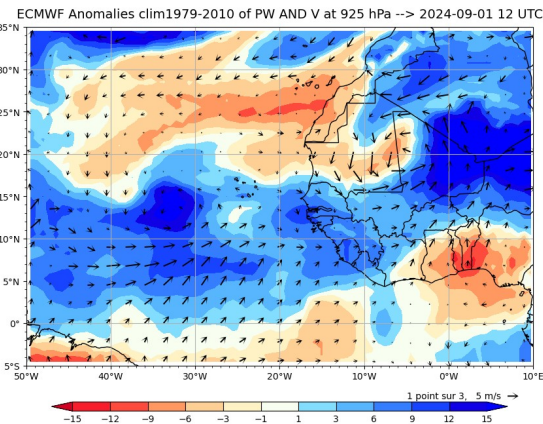 ECMWF Anomalies clim1979-2010 of PW AND V at 925 hPa --> 2024-09-01 12 UTC
35°N
30°N
25°N
20°N
15°N
10°N
5°N
0°
5°S
50°W 40°W 30°W 20°W 10°W 0°W 10°E
1 point sur 3, 5 m/s
−15 −12 −9 −6 −3 −1 1 3 6 9 12 15